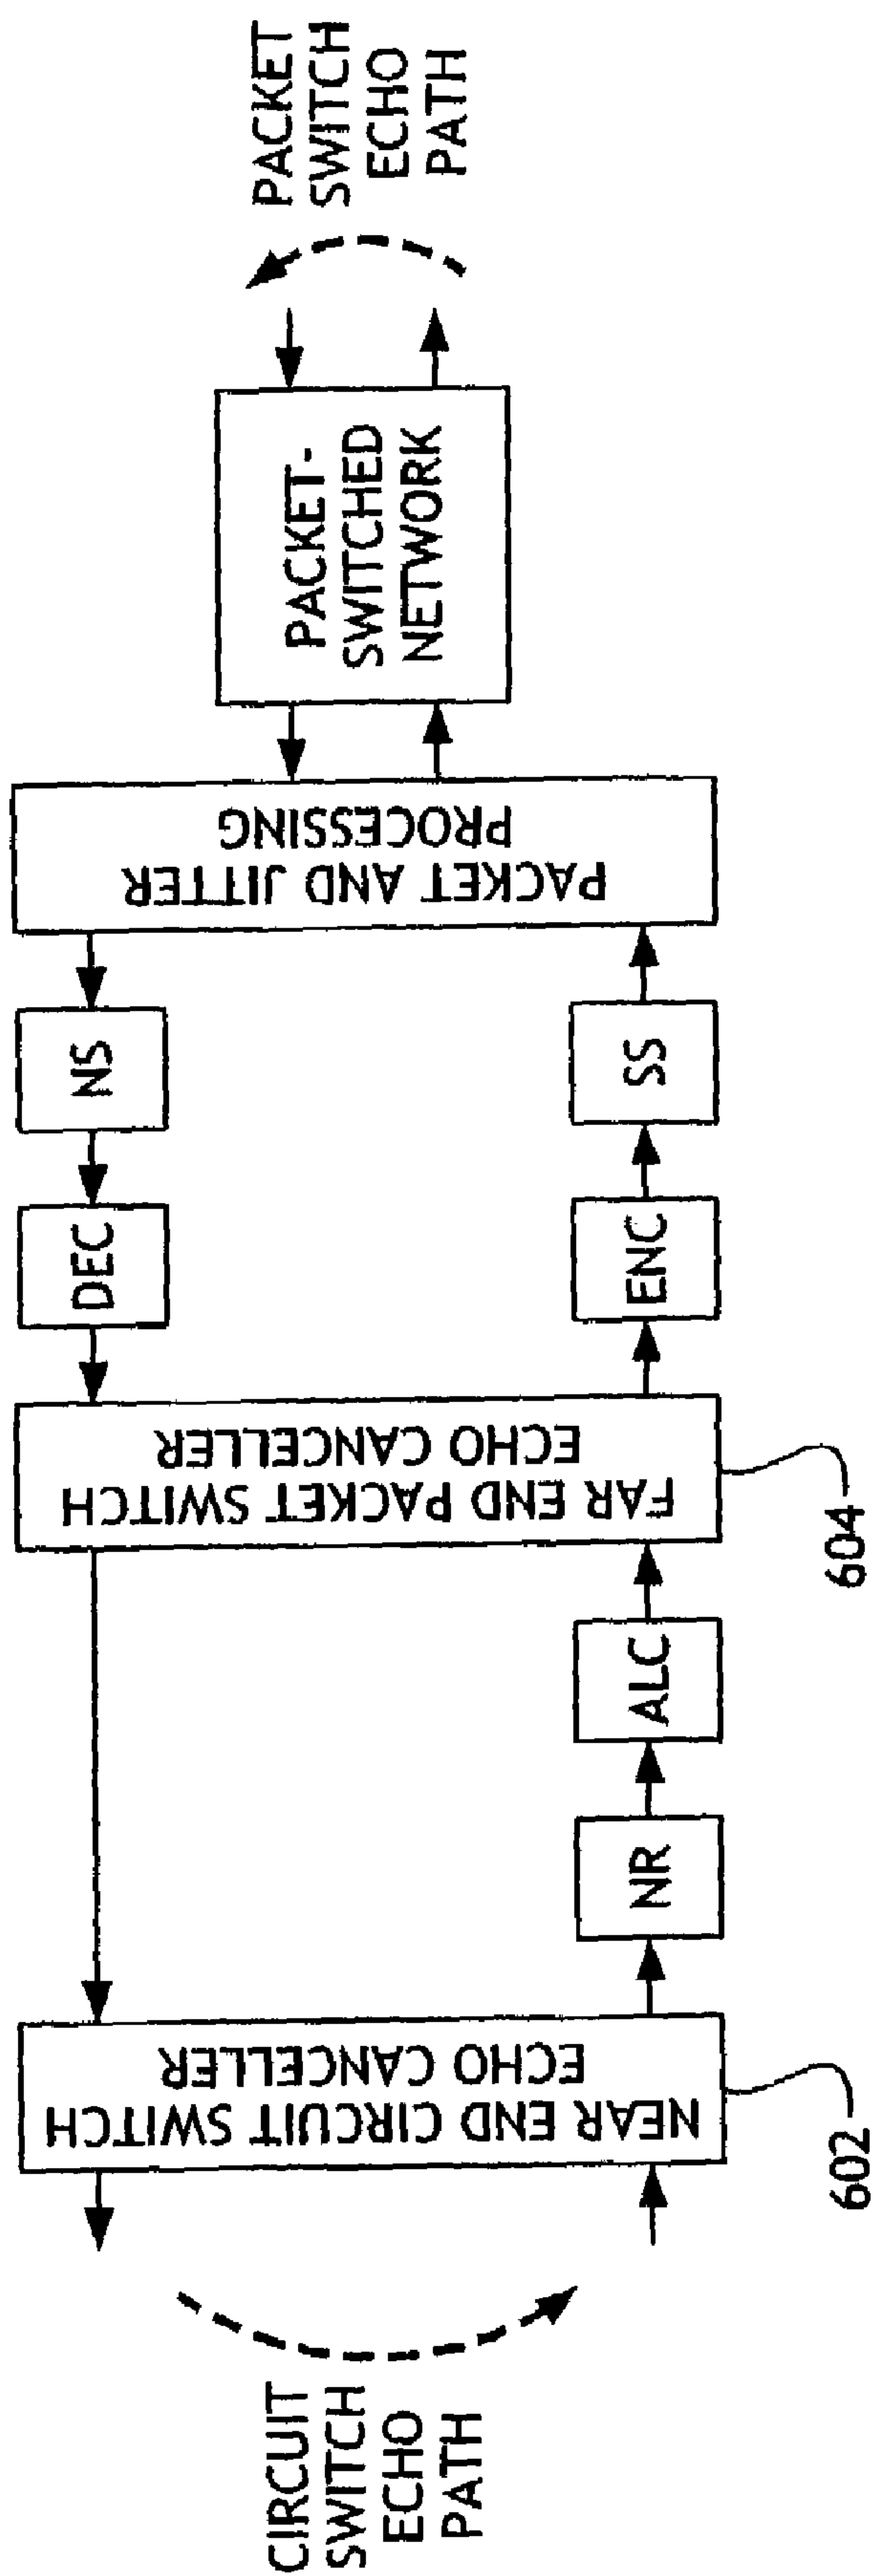 CIRCUIT
SWITCH
ECHO
PATH
NEAR END CIRCUIT SWITCH
ECHO CANCELLER
602
NR
ALC
FAR END PACKET SWITCH
ECHO CANCELLER
604
DEC
NS
ENC
SS
PACKET AND JITTER
PROCESSING
PACKET-
SWITCHED
NETWORK
PACKET
SWITCH
ECHO
PATH